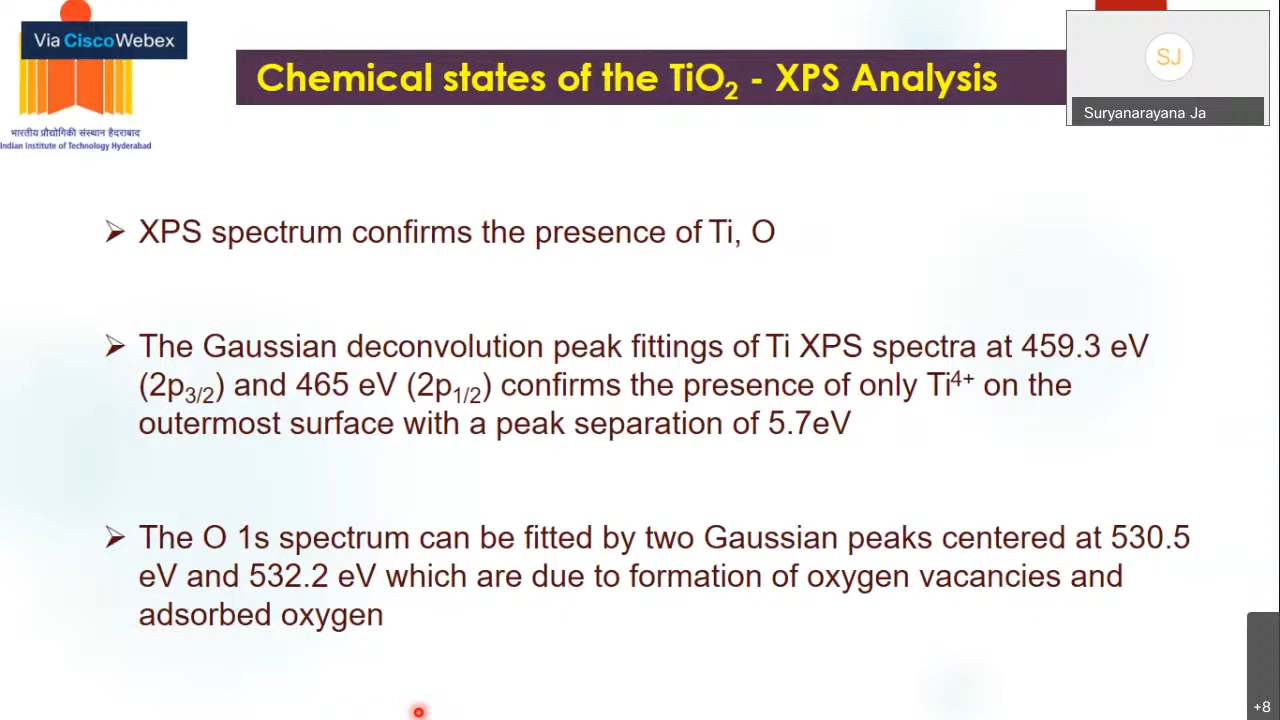 Via CiscoWebex
भारतीय प्रौद्योगिकी संस्थान हैदराबाद
Indian Institute of Technology Hyderabad
Chemical states of the TiO₂ - XPS Analysis
SJ
Suryanarayana Ja
➢ XPS spectrum confirms the presence of Ti, O
➢ The Gaussian deconvolution peak fittings of Ti XPS spectra at 459.3 eV
(2p₃/₂) and 465 eV (2p₁/₂) confirms the presence of only Ti⁴⁺ on the
outermost surface with a peak separation of 5.7eV
➢ The O 1s spectrum can be fitted by two Gaussian peaks centered at 530.5
eV and 532.2 eV which are due to formation of oxygen vacancies and
adsorbed oxygen
+8